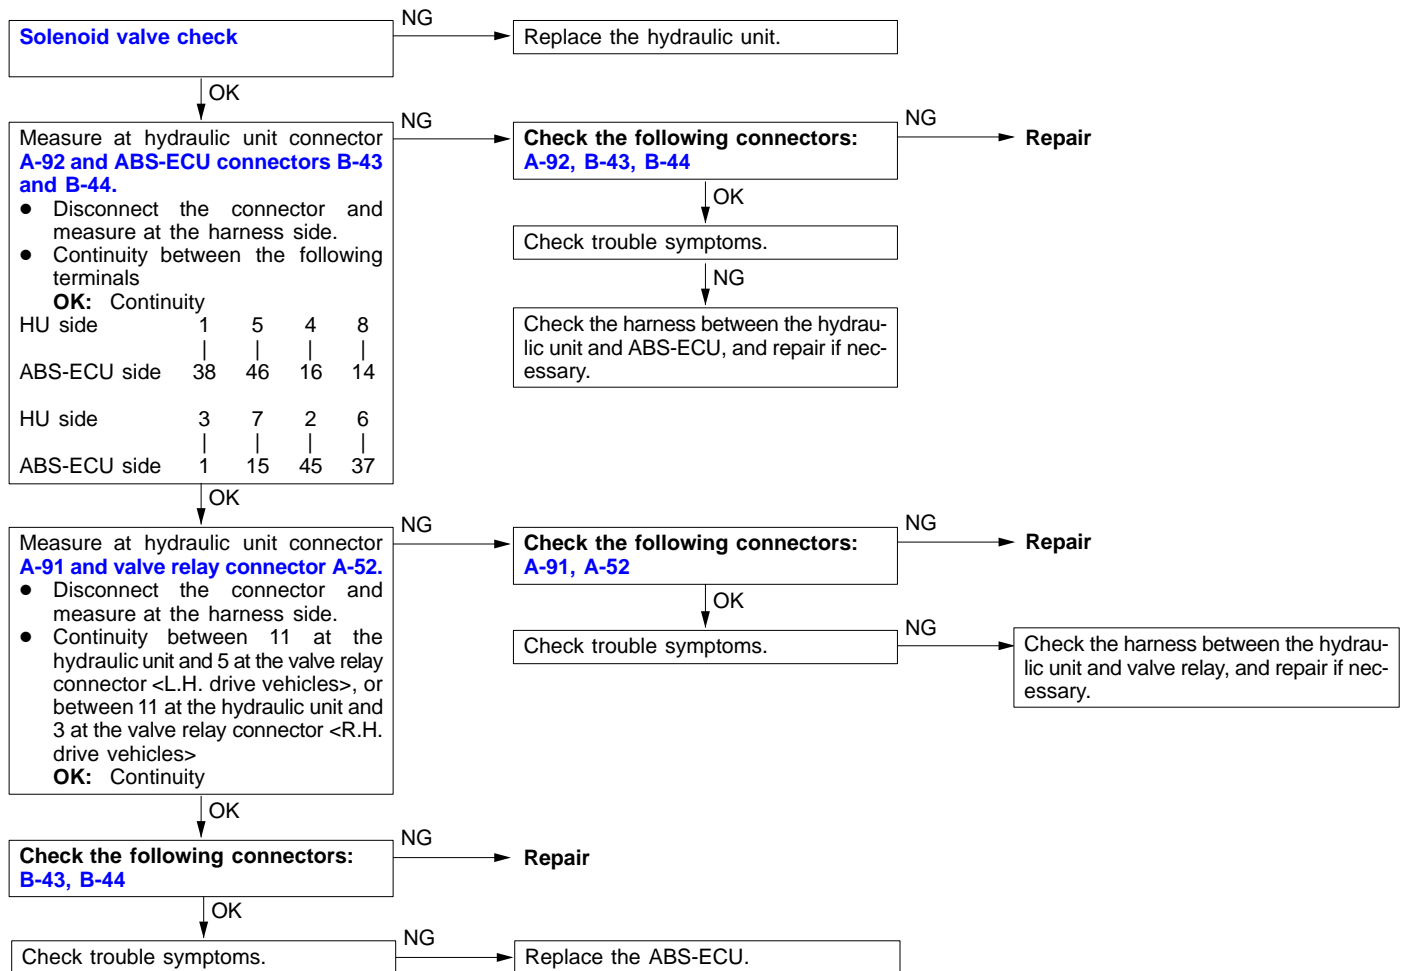 Solenoid valve check
NG
Replace the hydraulic unit.
OK
Measure at hydraulic unit connector
A-92 and ABS-ECU connectors B-43
and B-44.
● Disconnect the connector and
measure at the harness side.
● Continuity between the following
terminals
OK: Continuity
HU side 1 5 4 8
| | | |
ABS-ECU side 38 46 16 14
HU side 3 7 2 6
| | | |
ABS-ECU side 1 15 45 37
NG
Check the following connectors:
A-92, B-43, B-44
NG
Repair
OK
Check trouble symptoms.
NG
Check the harness between the hydrau-
lic unit and ABS-ECU, and repair if nec-
essary.
OK
Measure at hydraulic unit connector
A-91 and valve relay connector A-52.
● Disconnect the connector and
measure at the harness side.
● Continuity between 11 at the
hydraulic unit and 5 at the valve relay
connector <L.H. drive vehicles>, or
between 11 at the hydraulic unit and
3 at the valve relay connector <R.H.
drive vehicles>
OK: Continuity
NG
Check the following connectors:
A-91, A-52
NG
Repair
OK
Check trouble symptoms.
NG
Check the harness between the hydrau-
lic unit and valve relay, and repair if nec-
essary.
OK
Check the following connectors:
B-43, B-44
NG
Repair
OK
Check trouble symptoms.
NG
Replace the ABS-ECU.